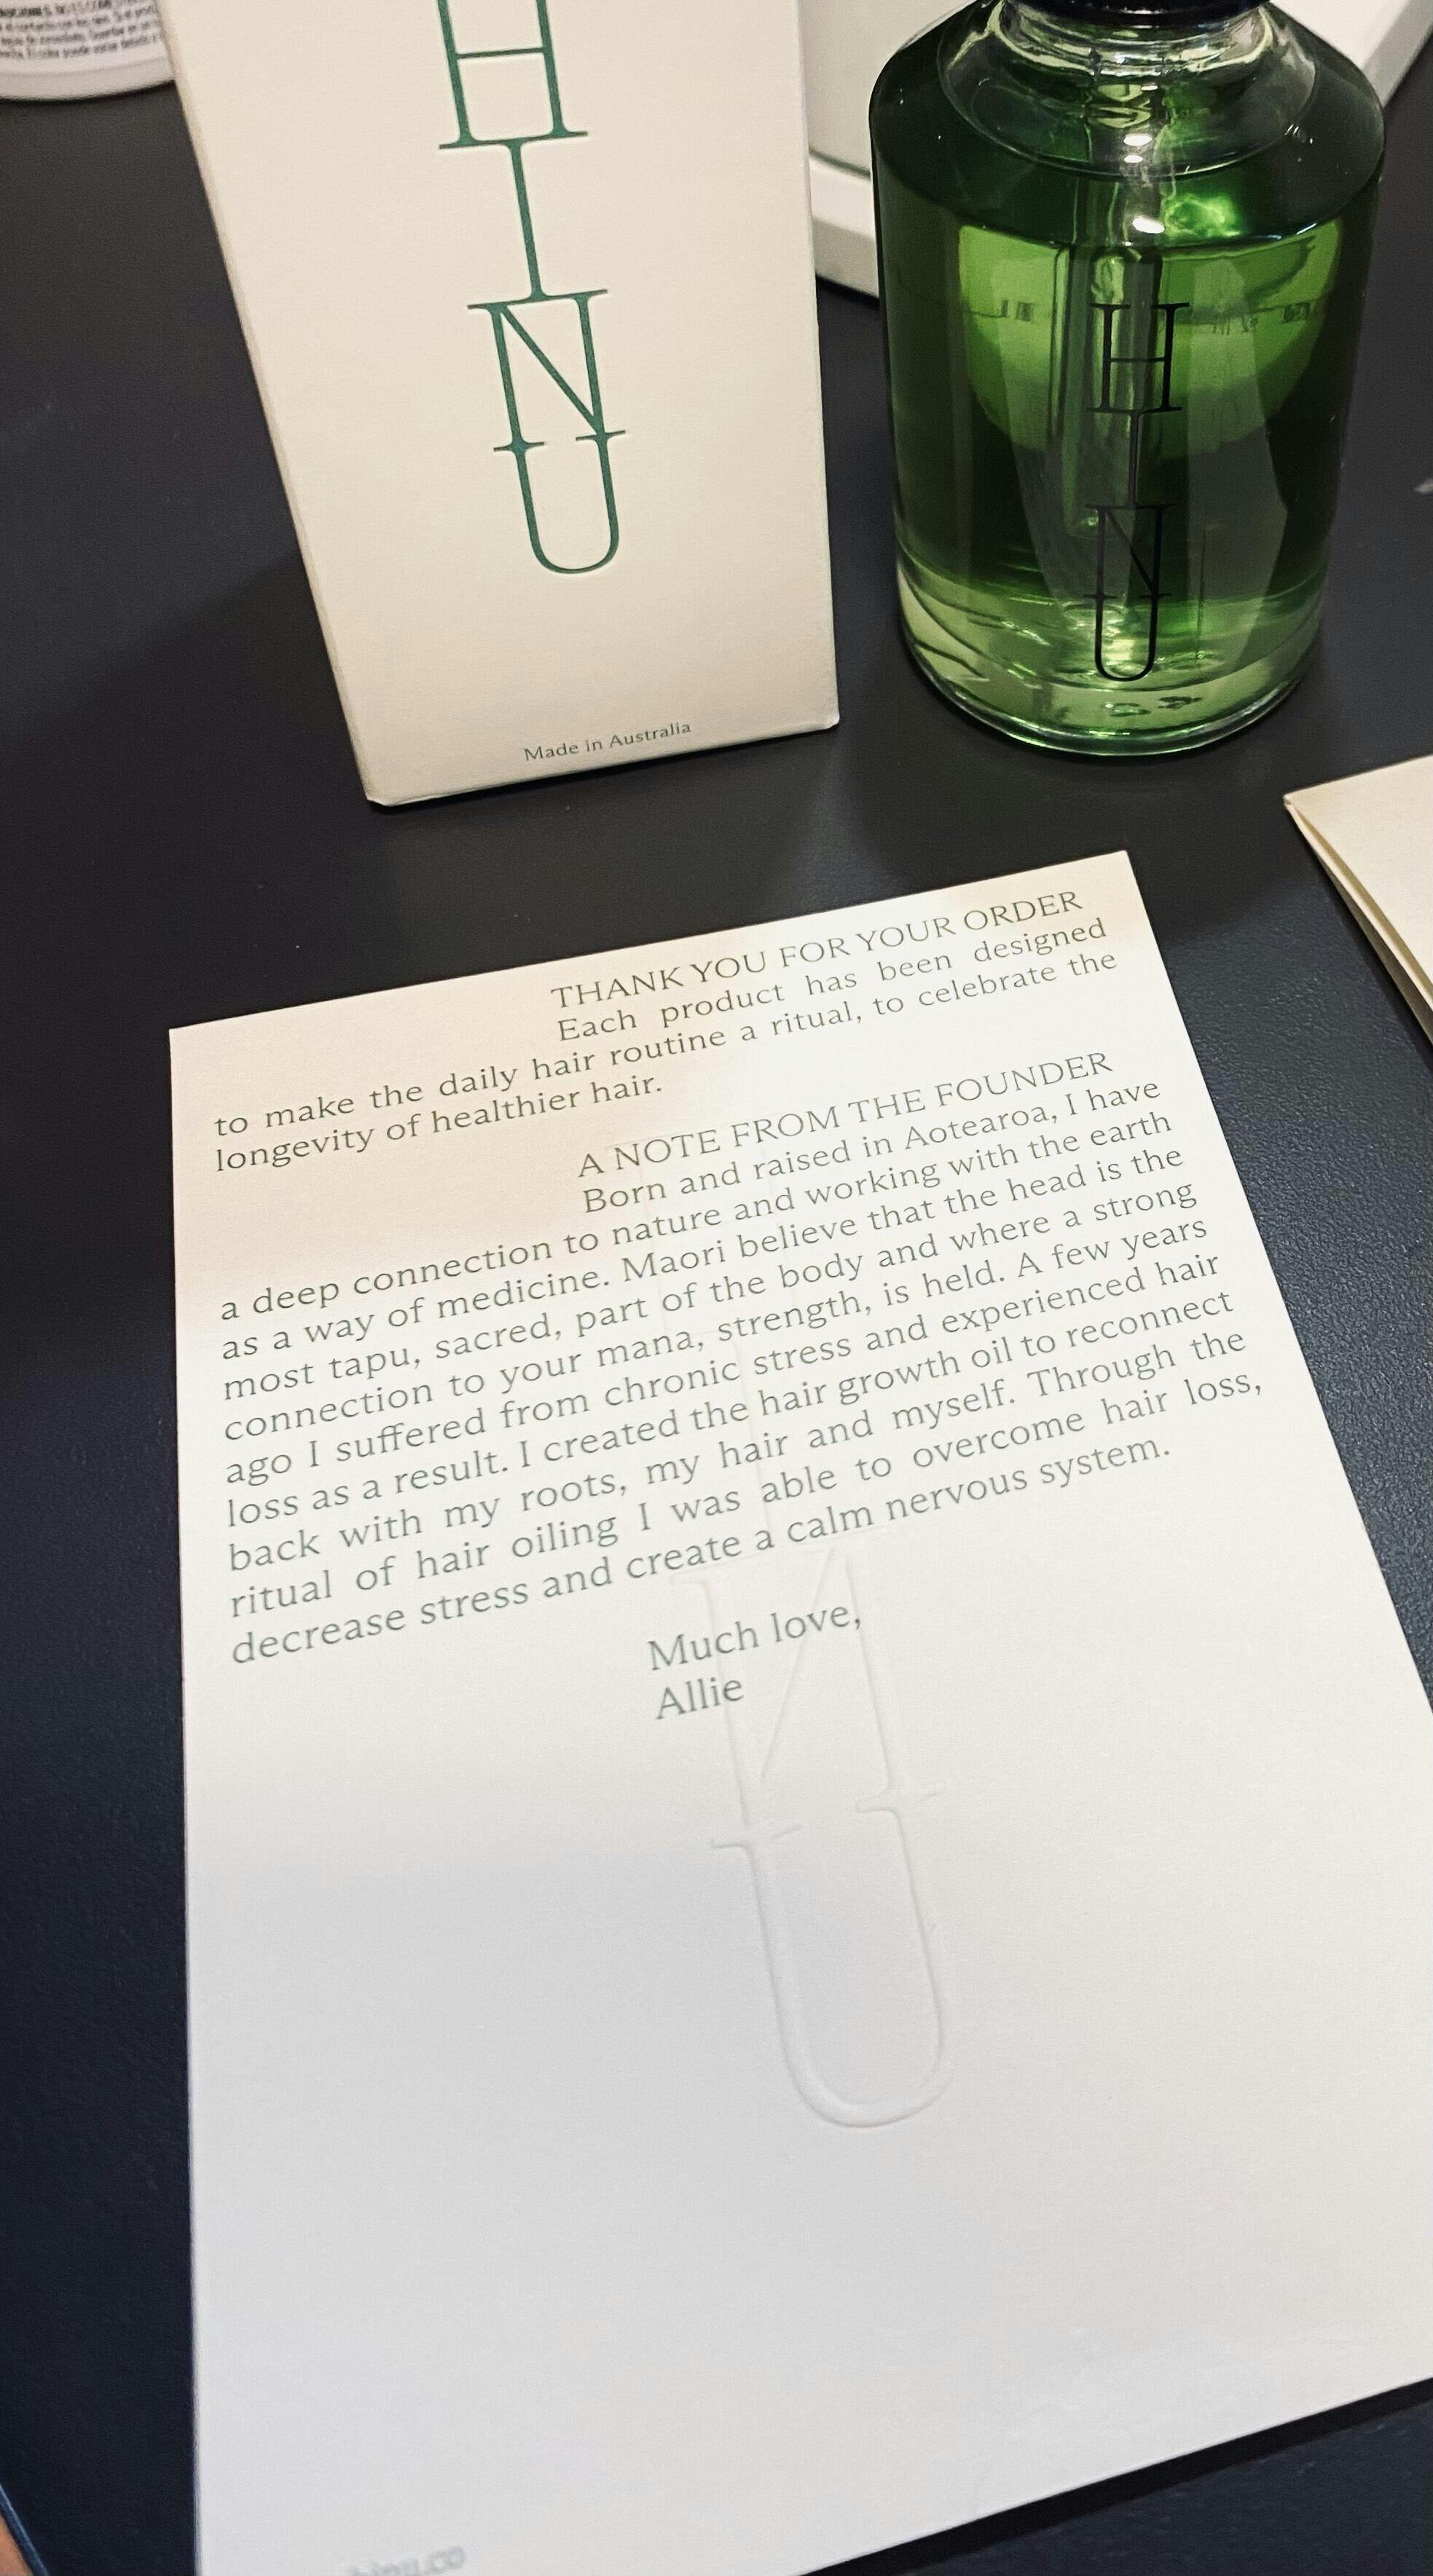 HINU
Made in Australia
HINU
THANK YOU FOR YOUR ORDER
Each product has been designed
to make the daily hair routine a ritual, to celebrate the
longevity of healthier hair.
A NOTE FROM THE FOUNDER
Born and raised in Aotearoa, I have
a deep connection to nature and working with the earth
as a way of medicine. Maori believe that the head is the
most tapu, sacred, part of the body and where a strong
connection to your mana, strength, is held. A few years
ago I suffered from chronic stress and experienced hair
loss as a result. I created the hair growth oil to reconnect
back with my roots, my hair and myself. Through the
ritual of hair oiling I was able to overcome hair loss,
decrease stress and create a calm nervous system.
Much love,
Allie
NU
hinu.co